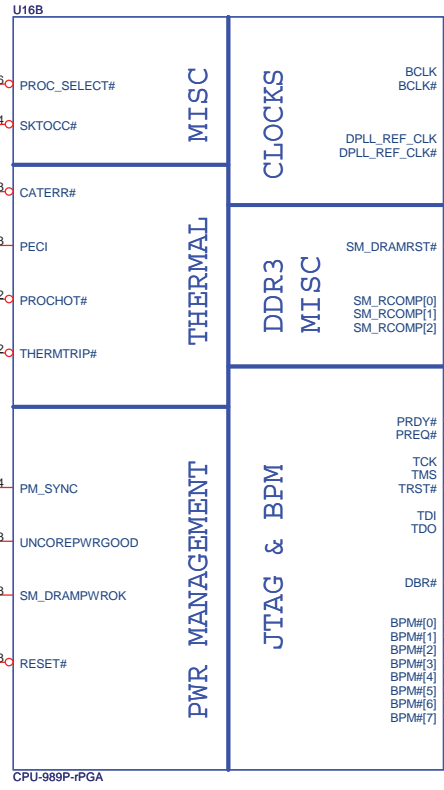 U16B
MISC
PROC_SELECT#
SKTOCC#
THERMAL
CATERR#
PECI
PROCHOT#
THERMTRIP#
PWR MANAGEMENT
PM_SYNC
UNCOREPWRGOOD
SM_DRAMPWROK
RESET#
CLOCKS
BCLK
BCLK#
DPLL_REF_CLK
DPLL_REF_CLK#
DDR3
MISC
SM_DRAMRST#
SM_RCOMP[0]
SM_RCOMP[1]
SM_RCOMP[2]
JTAG & BPM
PRDY#
PREQ#
TCK
TMS
TRST#
TDI
TDO
DBR#
BPM#[0]
BPM#[1]
BPM#[2]
BPM#[3]
BPM#[4]
BPM#[5]
BPM#[6]
BPM#[7]
CPU-989P-rPGA